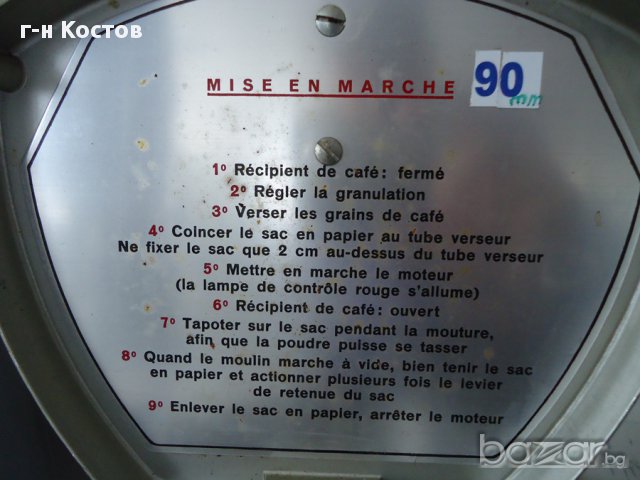 г-н Костов
MISE EN MARCHE
90
mm
1° Récipient de café: fermé
2° Régler la granulation
3° Verser les grains de café
4° Coincer le sac en papier au tube verseur
Ne fixer le sac que 2 cm au-dessus du tube verseur
5° Mettre en marche le moteur
(la lampe de contrôle rouge s'allume)
6° Récipient de café: ouvert
7° Tapoter sur le sac pendant la mouture,
afin que la poudre puisse se tasser
8° Quand le moulin marche à vide, bien tenir le sac
en papier et actionner plusieurs fois le levier
de retenue du sac
9° Enlever le sac en papier, arrêter le moteur
bazar.bg